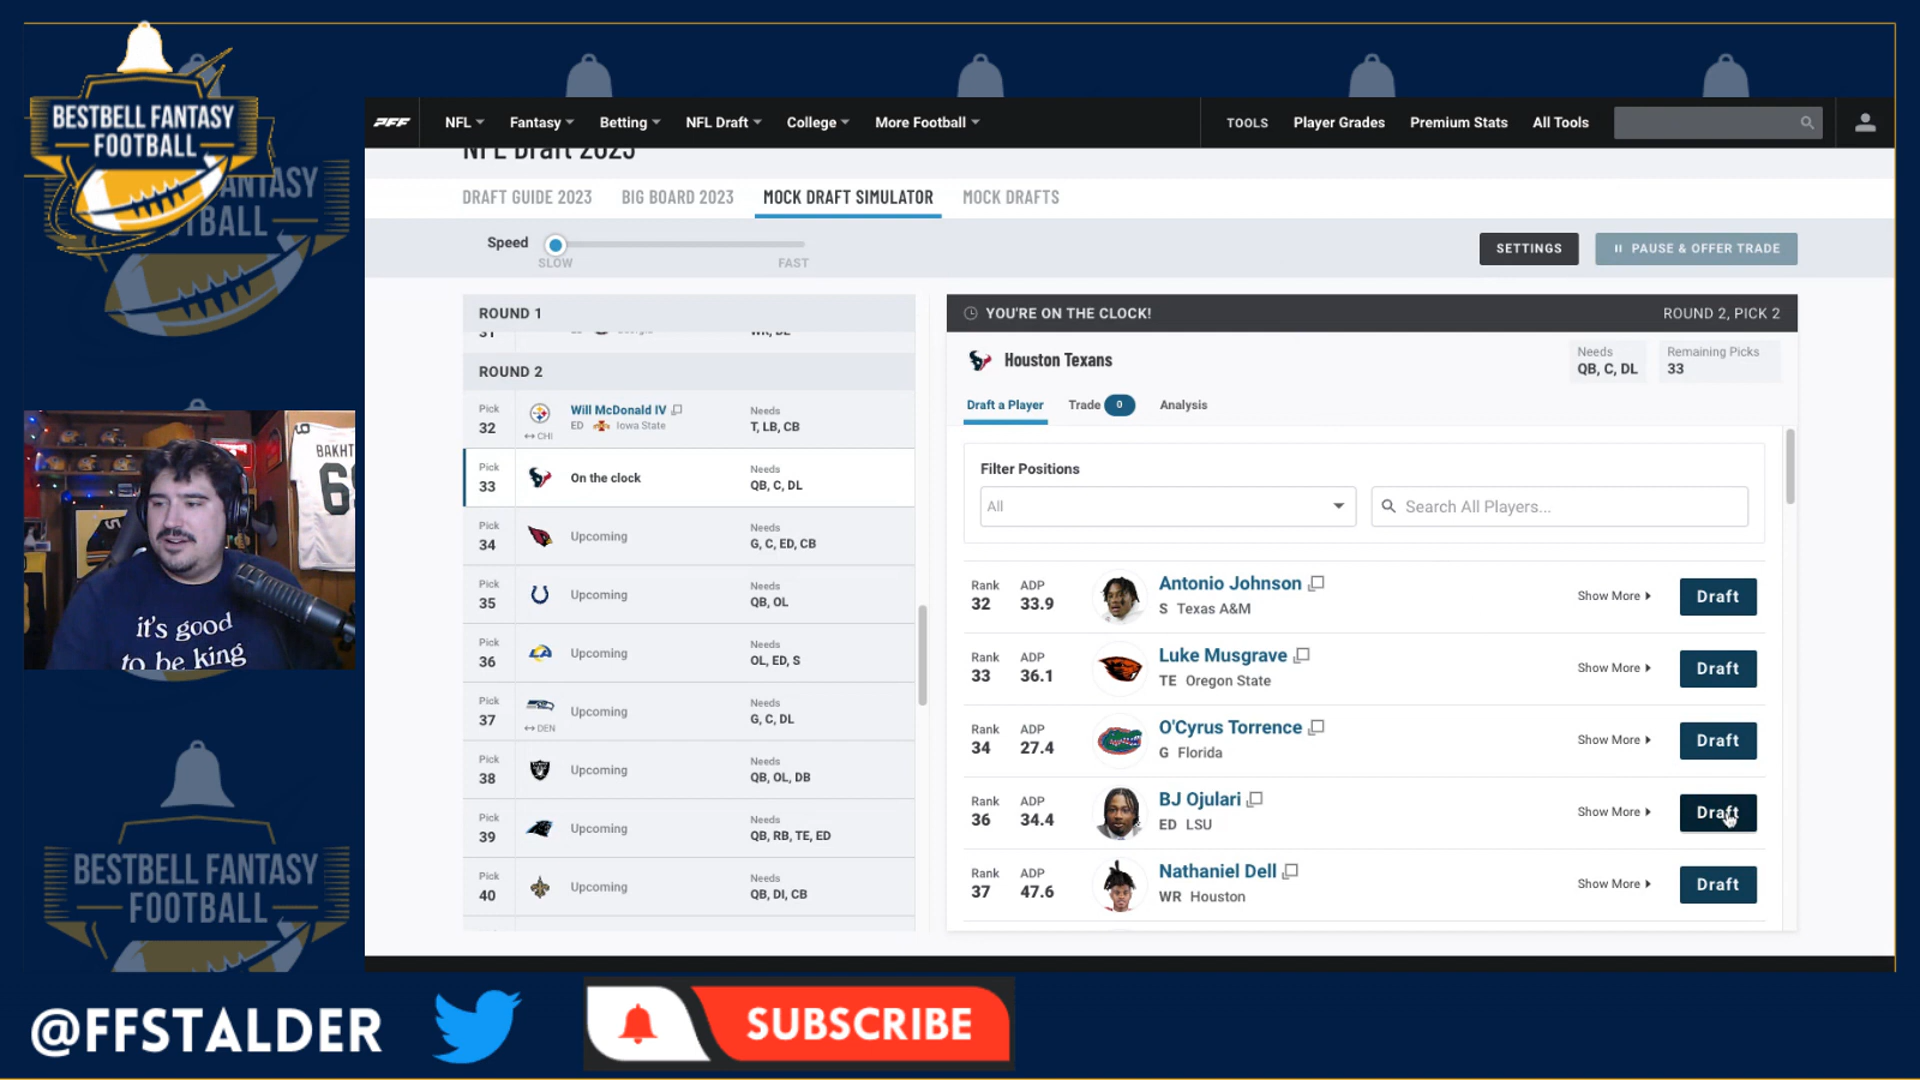 BESTBELL FANTASY
FOOTBALL
PFF
NFL
Fantasy
Betting
NFL Draft
College
More Football
TOOLS
Player Grades
Premium Stats
All Tools
NFL Draft 2023
DRAFT GUIDE 2023
BIG BOARD 2023
MOCK DRAFT SIMULATOR
MOCK DRAFTS
Speed
SLOW
FAST
SETTINGS
PAUSE & OFFER TRADE
ROUND 1
31
Georgia
WR, DL
ROUND 2
Pick
32
↔ CHI
Will McDonald IV
ED Iowa State
Needs
T, LB, CB
Pick
33
On the clock
Needs
QB, C, DL
Pick
34
Upcoming
Needs
G, C, ED, CB
Pick
35
Upcoming
Needs
QB, OL
Pick
36
Upcoming
Needs
OL, ED, S
Pick
37
↔ DEN
Upcoming
Needs
G, C, DL
Pick
38
Upcoming
Needs
QB, OL, DB
Pick
39
Upcoming
Needs
QB, RB, TE, ED
Pick
40
Upcoming
Needs
QB, DI, CB
YOU'RE ON THE CLOCK!
ROUND 2, PICK 2
Houston Texans
Needs
QB, C, DL
Remaining Picks
33
Draft a Player
Trade 0
Analysis
Filter Positions
All
Search All Players...
Rank
32
ADP
33.9
Antonio Johnson
S Texas A&M
Show More
Draft
Rank
33
ADP
36.1
Luke Musgrave
TE Oregon State
Show More
Draft
Rank
34
ADP
27.4
O'Cyrus Torrence
G Florida
Show More
Draft
Rank
36
ADP
34.4
BJ Ojulari
ED LSU
Show More
Draft
Rank
37
ADP
47.6
Nathaniel Dell
WR Houston
Show More
Draft
BAKHT
6
it's good
to be king
BESTBELL FANTASY
FOOTBALL
@FFSTALDER
SUBSCRIBE